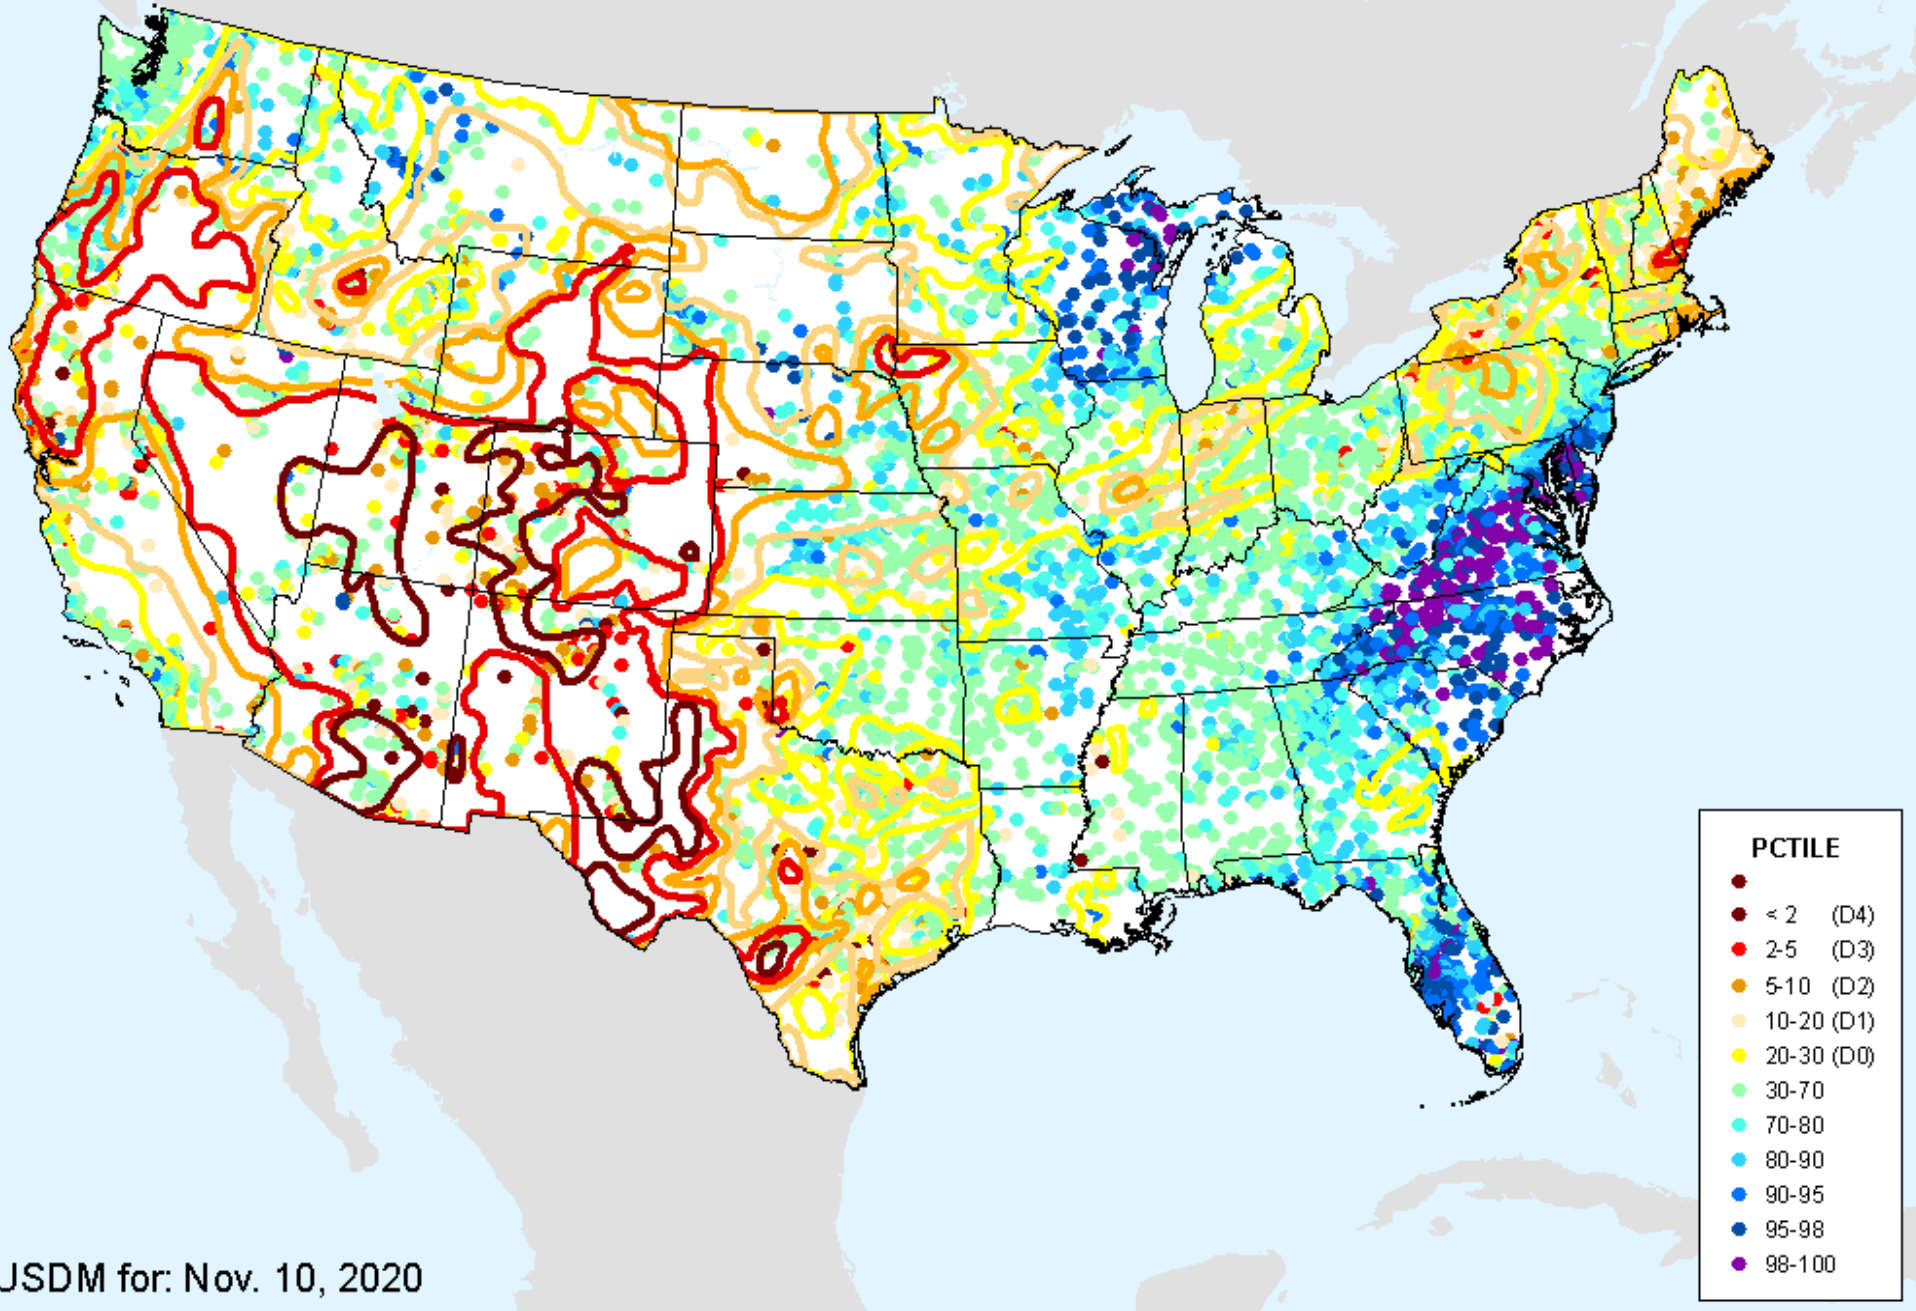 PCTILE
< 2 (D4)
2-5 (D3)
5-10 (D2)
10-20 (D1)
20-30 (D0)
30-70
70-80
80-90
90-95
95-98
98-100
USDM for: Nov. 10, 2020